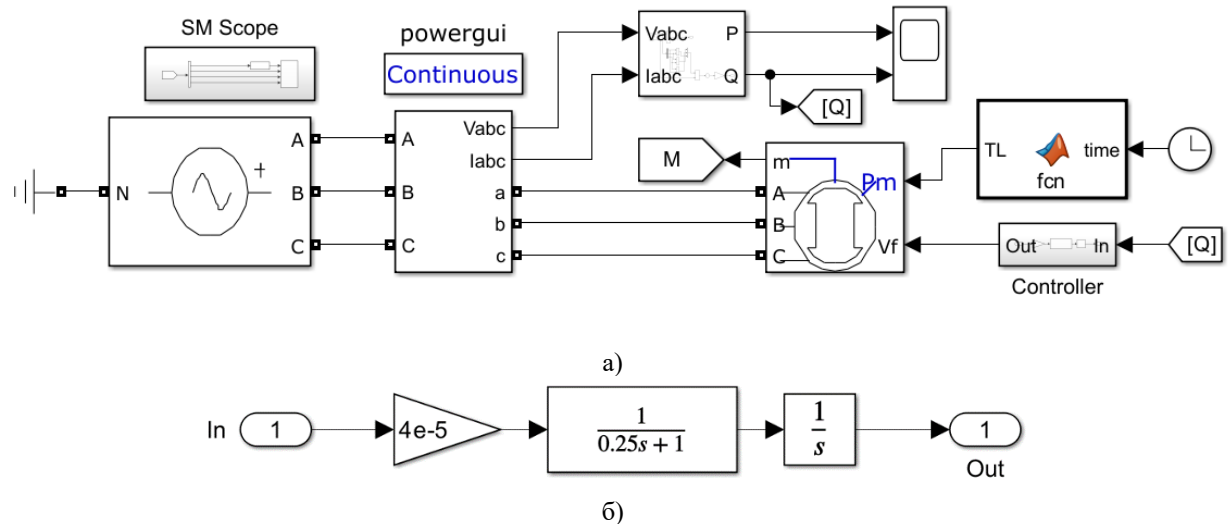 SM Scope
powergui
Continuous
Vabc
Iabc
P
Q
[Q]
N
A
B
C
A
B
C
Vabc
Iabc
a
b
c
M
m
A
B
C
Pm
Vf
TL
fcn
time
Out
In
[Q]
Controller
а)
In
1
4e-5
1
0.25s + 1
1
s
1
Out
б)